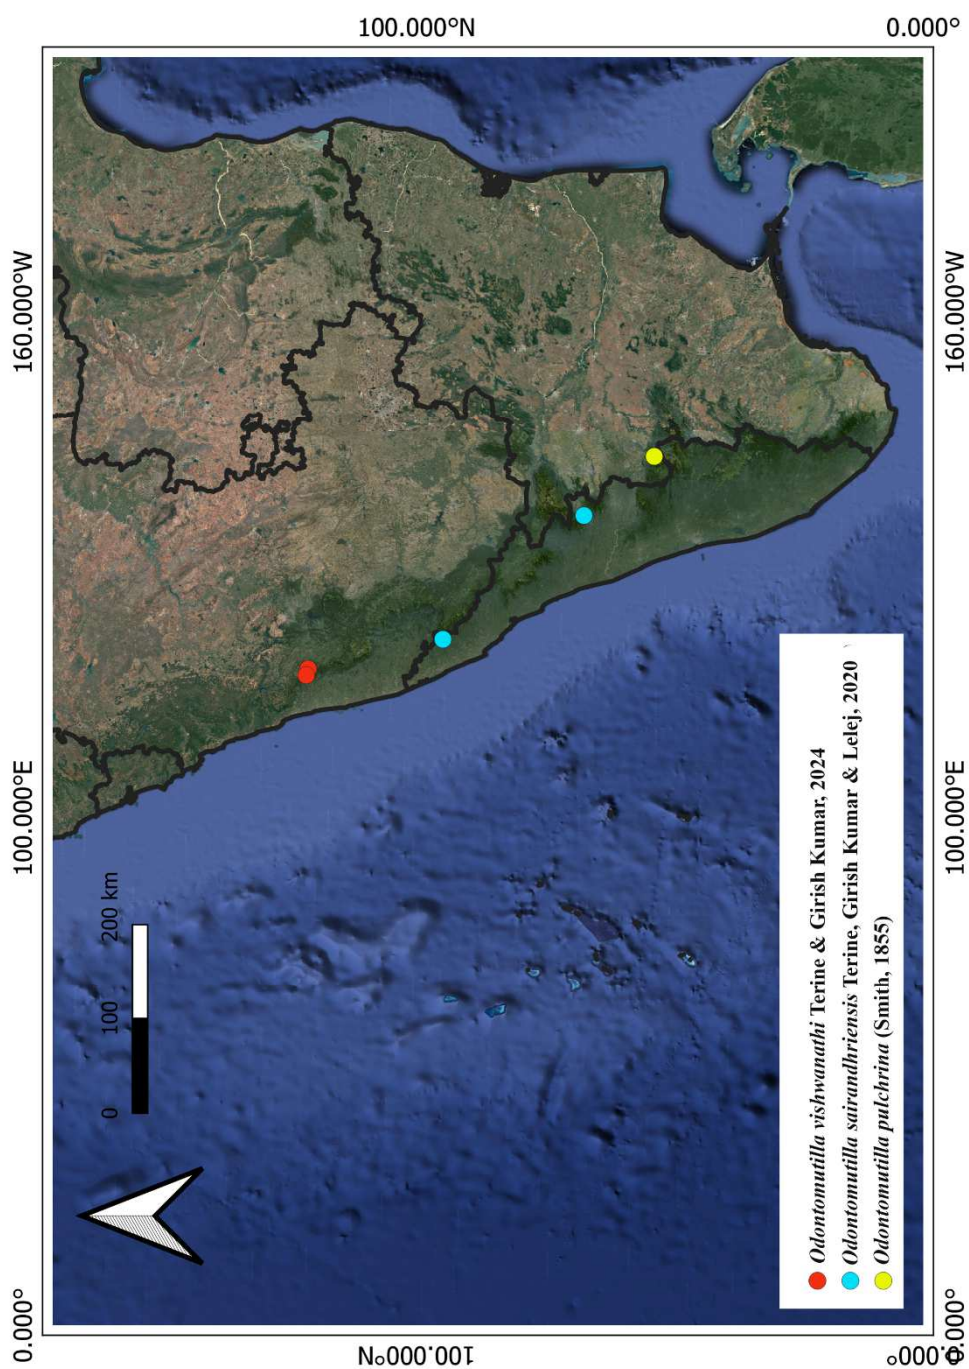 0.000° 100.000°E 160.000°W
0 100 200 km
100.000°N
100.000°N
Odontomutilla vishwanathi Terine & Girish Kumar, 2024
Odontomutilla sairandhriensis Terine, Girish Kumar & Lelej, 2020
Odontomutilla pulchrina (Smith, 1855)
0.000°
0.000°
0.000° 100.000°E 160.000°W